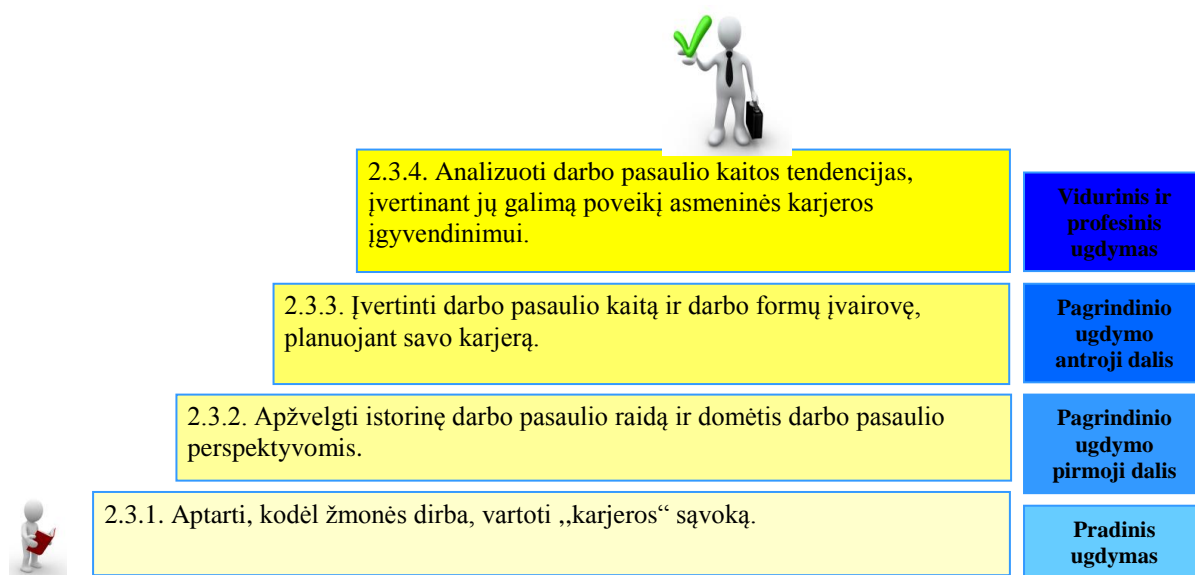 2.3.4. Analizuoti darbo pasaulio kaitos tendencijas,
įvertinant jų galimą poveikį asmeninės karjeros
įgyvendinimui.
Vidurinis ir
profesinis
ugdymas
2.3.3. Įvertinti darbo pasaulio kaitą ir darbo formų įvairovę,
planuojant savo karjerą.
Pagrindinio
ugdymo
antroji dalis
2.3.2. Apžvelgti istorinę darbo pasaulio raidą ir domėtis darbo pasaulio
perspektyvomis.
Pagrindinio
ugdymo
pirmoji dalis
2.3.1. Aptarti, kodėl žmonės dirba, vartoti ,,karjeros“ sąvoką.
Pradinis
ugdymas